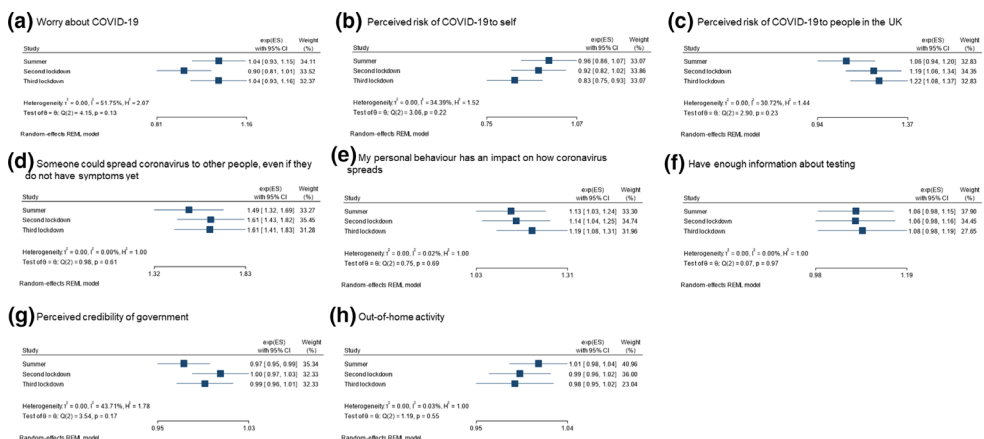 (a) Worry about COVID-19
exp(ES) Weight
Study with 95% CI (%)
Summer 1.04 [ 0.93, 1.15] 34.11
Second lockdown 0.90 [ 0.81, 1.01] 33.52
Third lockdown 1.04 [ 0.93, 1.16] 32.37
Heterogeneity: τ² = 0.00, I² = 51.75%, H² = 2.07
Test of θ = θ: Q(2) = 4.15, p = 0.13
0.81 1.16
Random-effects REML model
(b) Perceived risk of COVID-19 to self
exp(ES) Weight
Study with 95% CI (%)
Summer 0.96 [ 0.86, 1.07] 33.07
Second lockdown 0.92 [ 0.82, 1.02] 33.86
Third lockdown 0.83 [ 0.75, 0.93] 33.07
Heterogeneity: τ² = 0.00, I² = 34.39%, H² = 1.52
Test of θ = θ: Q(2) = 3.06, p = 0.22
0.75 1.07
Random-effects REML model
(c) Perceived risk of COVID-19 to people in the UK
exp(ES) Weight
Study with 95% CI (%)
Summer 1.06 [ 0.94, 1.20] 32.83
Second lockdown 1.19 [ 1.06, 1.34] 34.35
Third lockdown 1.22 [ 1.08, 1.37] 32.83
Heterogeneity: τ² = 0.00, I² = 30.72%, H² = 1.44
Test of θ = θ: Q(2) = 2.90, p = 0.23
0.94 1.37
Random-effects REML model
(d) Someone could spread coronavirus to other people, even if they
do not have symptoms yet
exp(ES) Weight
Study with 95% CI (%)
Summer 1.49 [ 1.32, 1.69] 33.27
Second lockdown 1.61 [ 1.43, 1.82] 35.45
Third lockdown 1.61 [ 1.41, 1.83] 31.28
Heterogeneity: τ² = 0.00, I² = 0.00%, H² = 1.00
Test of θ = θ: Q(2) = 0.98, p = 0.61
1.32 1.83
Random-effects REML model
(e) My personal behaviour has an impact on how coronavirus
spreads
exp(ES) Weight
Study with 95% CI (%)
Summer 1.13 [ 1.03, 1.24] 33.30
Second lockdown 1.14 [ 1.04, 1.25] 34.74
Third lockdown 1.19 [ 1.08, 1.31] 31.96
Heterogeneity: τ² = 0.00, I² = 0.02%, H² = 1.00
Test of θ = θ: Q(2) = 0.75, p = 0.69
1.03 1.31
Random-effects REML model
(f) Have enough information about testing
exp(ES) Weight
Study with 95% CI (%)
Summer 1.06 [ 0.98, 1.15] 37.90
Second lockdown 1.06 [ 0.98, 1.16] 34.45
Third lockdown 1.08 [ 0.98, 1.19] 27.65
Heterogeneity: τ² = 0.00, I² = 0.00%, H² = 1.00
Test of θ = θ: Q(2) = 0.07, p = 0.97
0.98 1.19
Random-effects REML model
(g) Perceived credibility of government
exp(ES) Weight
Study with 95% CI (%)
Summer 0.97 [ 0.95, 0.99] 35.34
Second lockdown 1.00 [ 0.97, 1.03] 32.33
Third lockdown 0.99 [ 0.96, 1.01] 32.33
Heterogeneity: τ² = 0.00, I² = 43.71%, H² = 1.78
Test of θ = θ: Q(2) = 3.54, p = 0.17
0.95 1.03
Random-effects REML model
(h) Out-of-home activity
exp(ES) Weight
Study with 95% CI (%)
Summer 1.01 [ 0.98, 1.04] 40.96
Second lockdown 0.99 [ 0.96, 1.02] 36.00
Third lockdown 0.98 [ 0.95, 1.02] 23.04
Heterogeneity: τ² = 0.00, I² = 0.03%, H² = 1.00
Test of θ = θ: Q(2) = 1.19, p = 0.55
0.95 1.04
Random-effects REML model